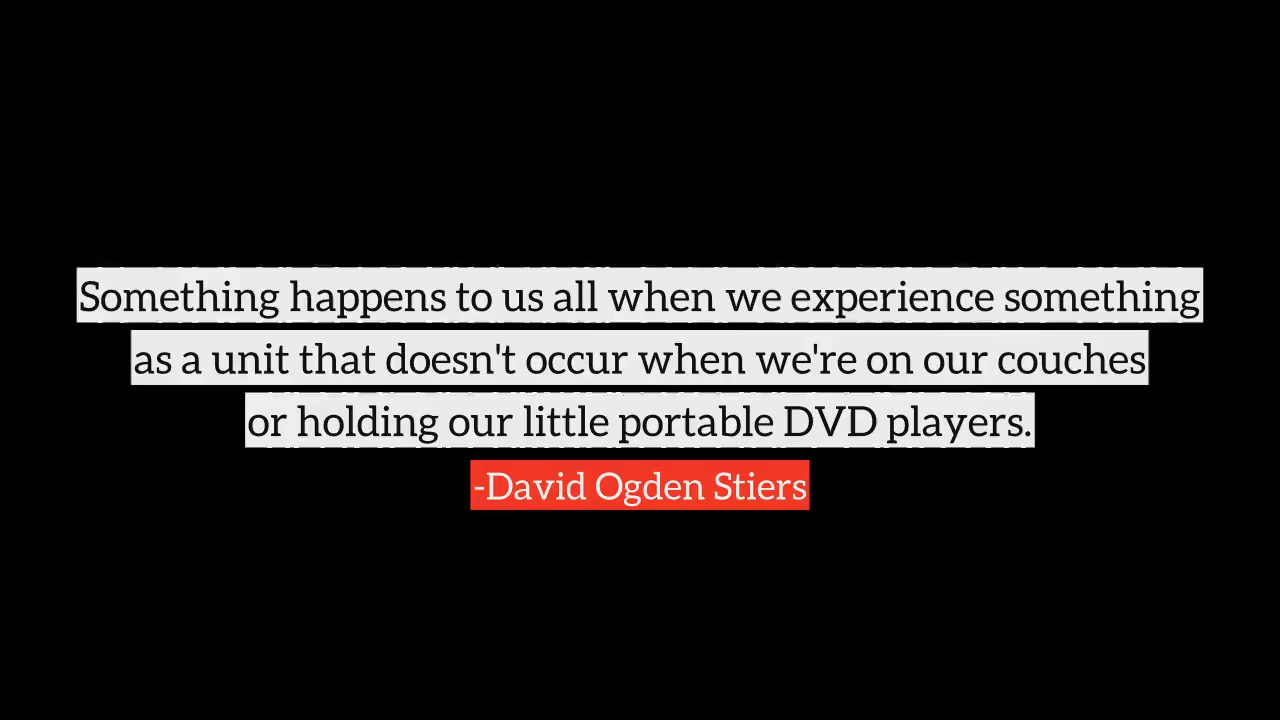 Something happens to us all when we experience something
as a unit that doesn't occur when we're on our couches
or holding our little portable DVD players.
-David Ogden Stiers